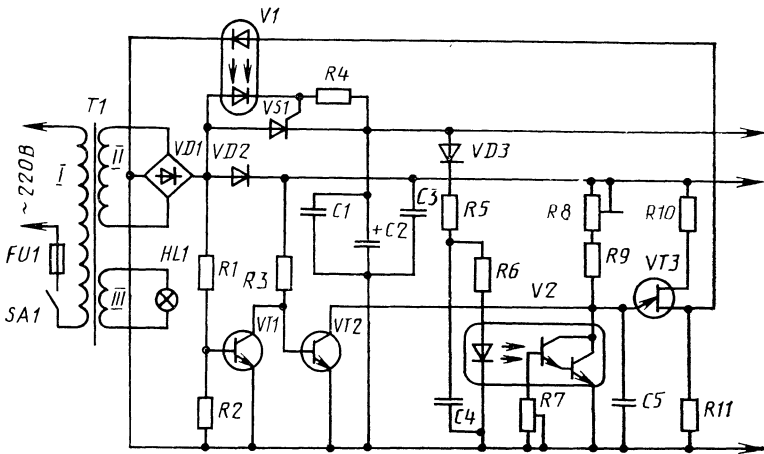 V1
R4
T1
VS1
II
VD1
VD2
VD3
I
~220В
C1
C3
R5
R8
R10
+C2
FU1
HL1
R1
R3
R6
R9
VT3
V2
SA1
III
VT1
VT2
R2
C4
R7
C5
R11